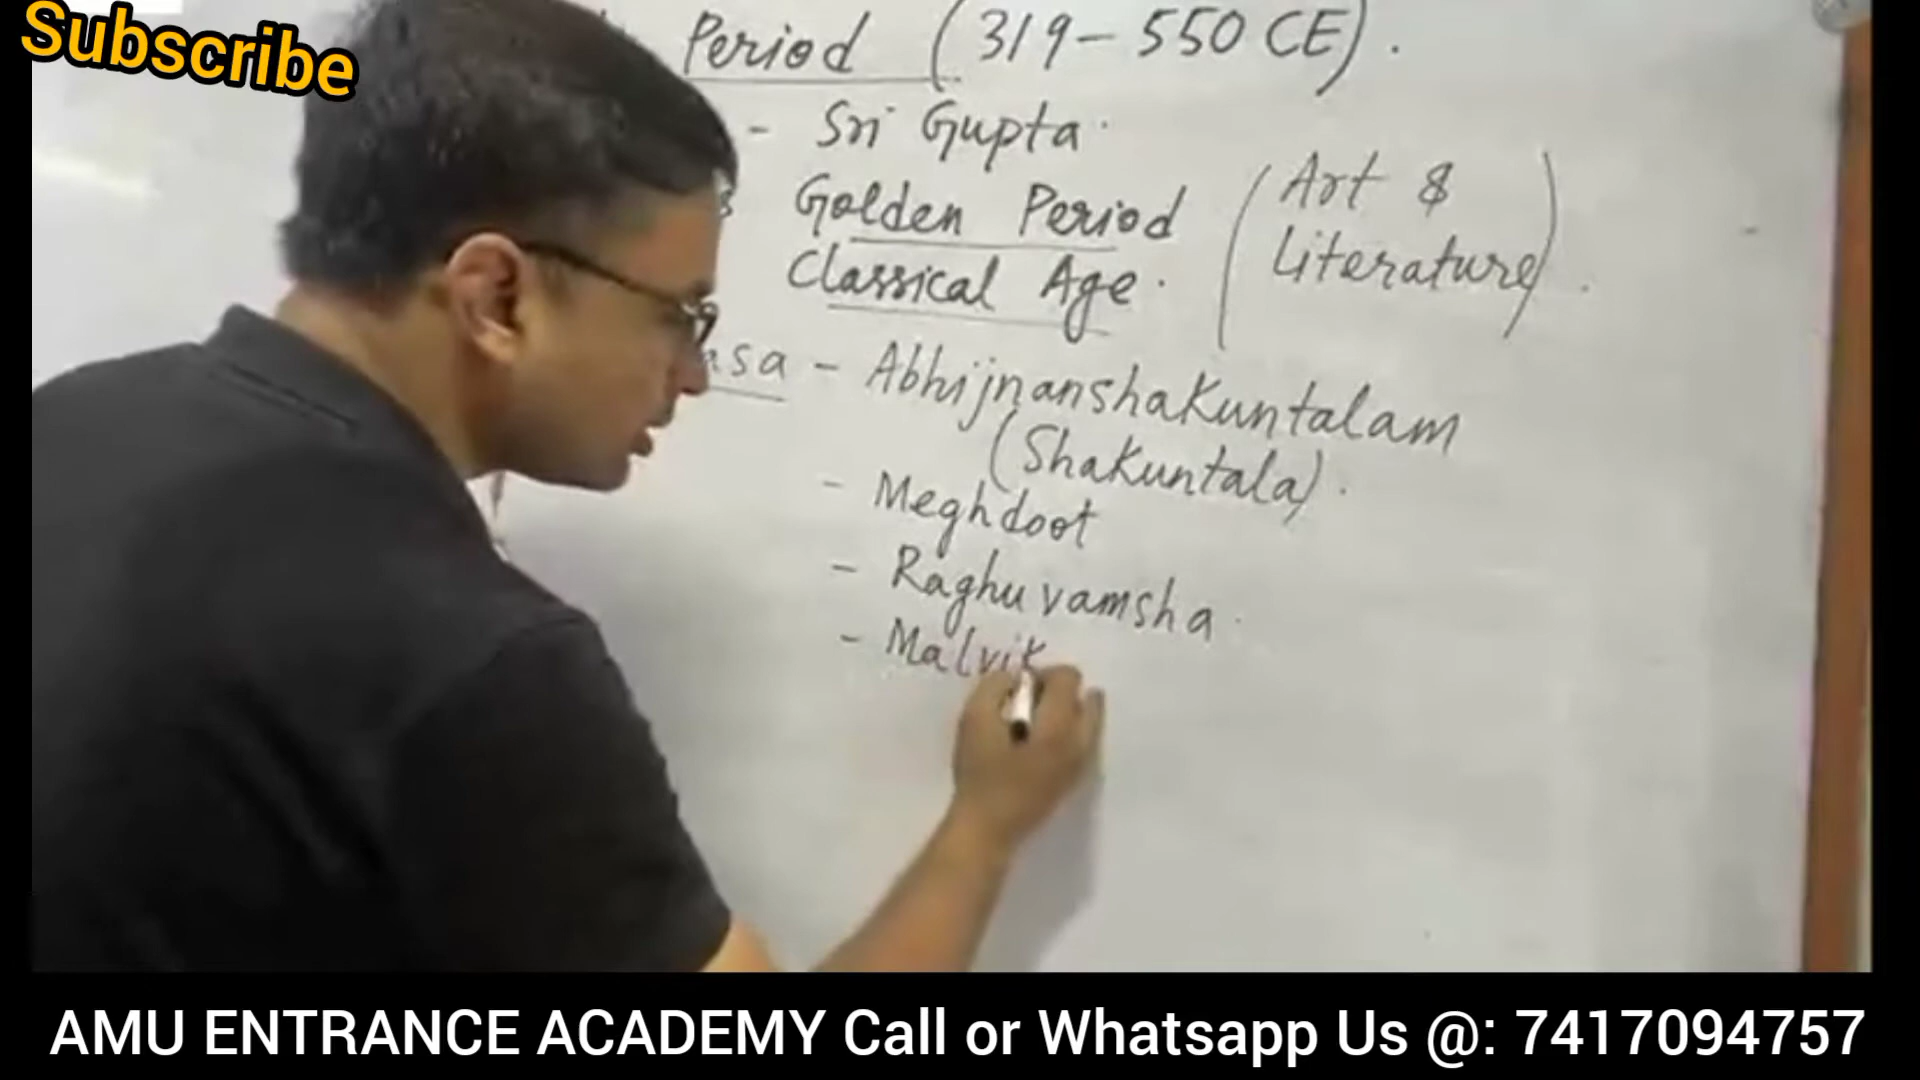 Subscribe
Period (319-550 CE).
- Sri Gupta.
Golden Period (Art &
Classical Age. Literature).
- Abhijnanshakuntalam
(Shakuntala).
- Meghdoot
- Raghuvamsha.
- Malvik
AMU ENTRANCE ACADEMY Call or Whatsapp Us @: 7417094757